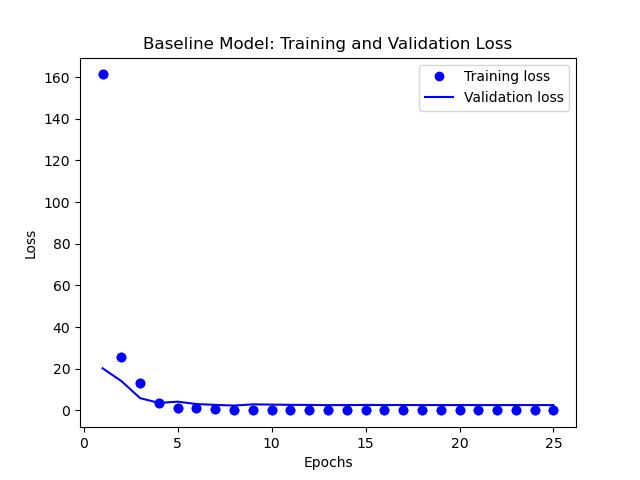 Baseline Model: Training and Validation Loss
Training loss
Validation loss
Loss
160
140
120
100
80
60
40
20
0
0 5 10 15 20 25
Epochs